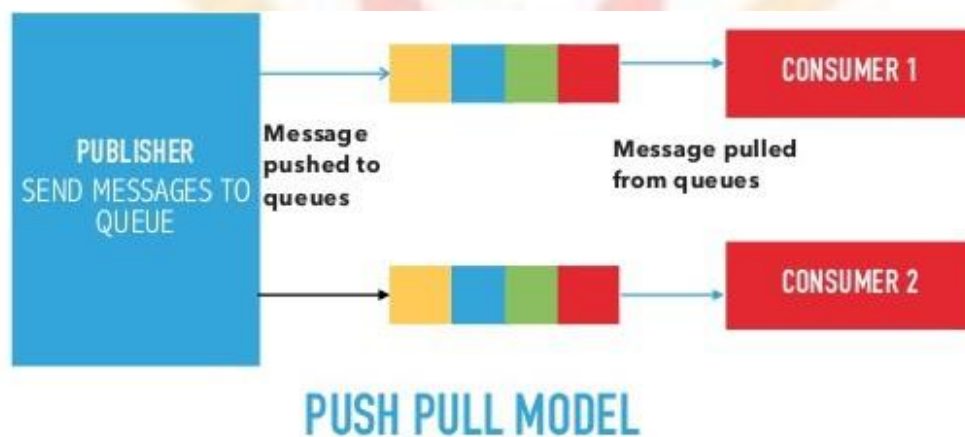 PUBLISHER
SEND MESSAGES TO
QUEUE
Message
pushed to
queues
Message pulled
from queues
CONSUMER 1
CONSUMER 2
PUSH PULL MODEL